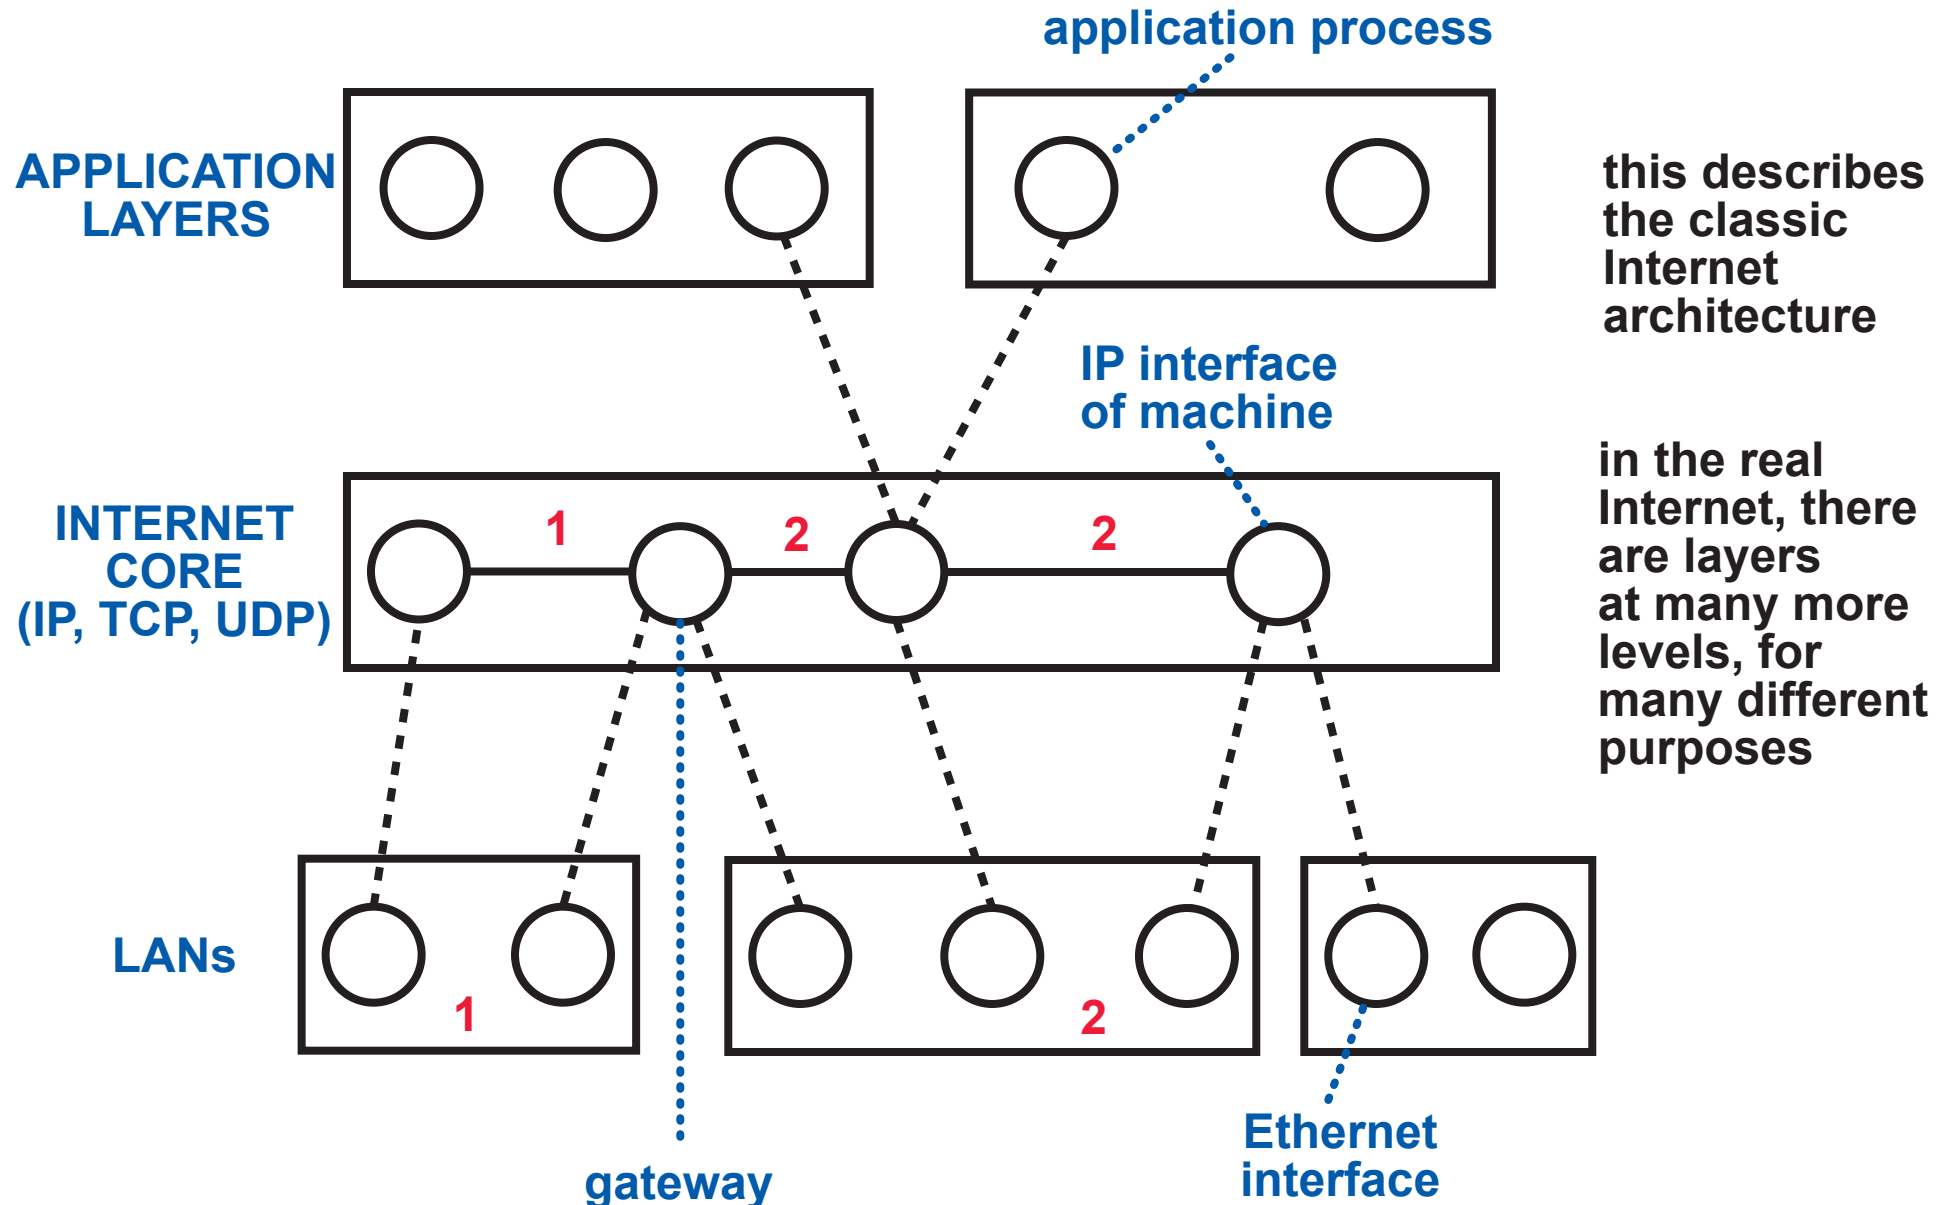 application process
APPLICATION
LAYERS
this describes
the classic
Internet
architecture
IP interface
of machine
in the real
Internet, there
are layers
at many more
levels, for
many different
purposes
INTERNET
CORE
(IP, TCP, UDP)
1
2
2
LANs
1
2
Ethernet
interface
gateway